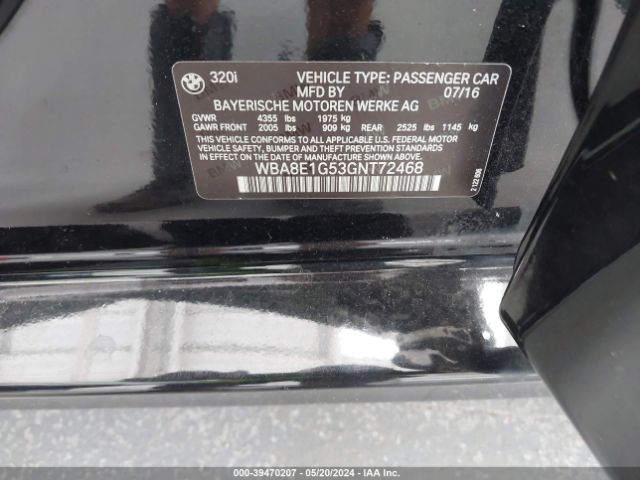 320i VEHICLE TYPE: PASSENGER CAR
MFD BY 07/16
BAYERISCHE MOTOREN WERKE AG
GVWR 4355 lbs 1975 kg
GAWR FRONT 2005 lbs 909 kg REAR 2525 lbs 1145 kg
THIS VEHICLE CONFORMS TO ALL APPLICABLE U.S. FEDERAL MOTOR
VEHICLE SAFETY, BUMPER, AND THEFT PREVENTION STANDARDS IN
EFFECT ON THE DATE OF MANUFACTURE SHOWN ABOVE.
WBA8E1G53GNT72468
000-39470207 - 05/20/2024 - IAA Inc.